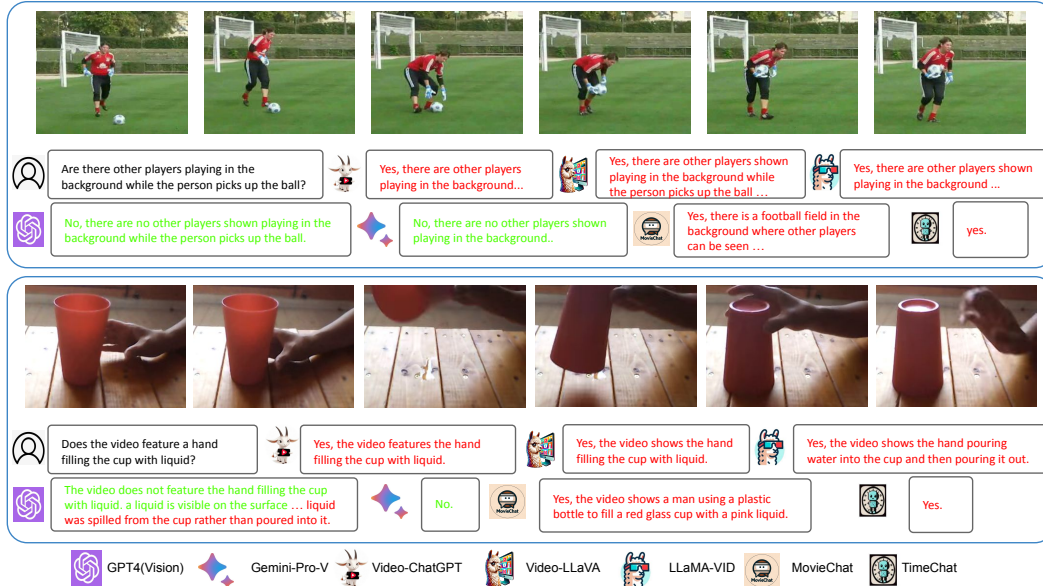 Are there other players playing in the
background while the person picks up the ball?
Yes, there are other players
playing in the background...
Yes, there are other players shown
playing in the background while
the person picks up the ball ...
Yes, there are other players shown
playing in the background ...
No, there are no other players shown playing in the
background while the person picks up the ball.
No, there are no other players shown
playing in the background..
MovieChat
Yes, there is a football field in the
background where other players
can be seen ...
yes.
Does the video feature a hand
filling the cup with liquid?
Yes, the video features the hand
filling the cup with liquid.
Yes, the video shows the hand
filling the cup with liquid.
Yes, the video shows the hand pouring
water into the cup and then pouring it out.
The video does not feature the hand filling the cup
with liquid. a liquid is visible on the surface ... liquid
was spilled from the cup rather than poured into it.
No.
MovieChat
Yes, the video shows a man using a plastic
bottle to fill a red glass cup with a pink liquid.
Yes.
GPT4(Vision)
Gemini-Pro-V
Video-ChatGPT
Video-LLaVA
LLaMA-VID
MovieChat
MovieChat
TimeChat